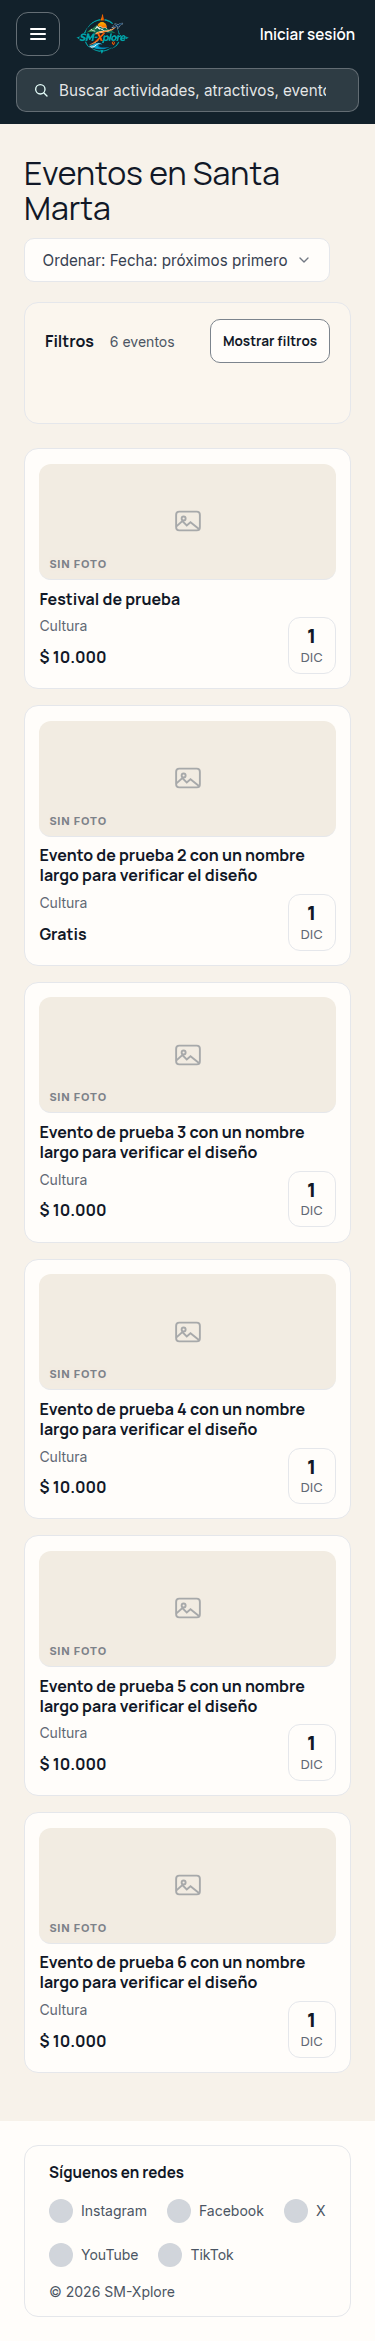 SM-Xplore
Iniciar sesión
Buscar actividades, atractivos, evento
Eventos en Santa
Marta
Ordenar: Fecha: próximos primero
Filtros 6 eventos Mostrar filtros
SIN FOTO
Festival de prueba
Cultura
$ 10.000
1
DIC
SIN FOTO
Evento de prueba 2 con un nombre
largo para verificar el diseño
Cultura
Gratis
1
DIC
SIN FOTO
Evento de prueba 3 con un nombre
largo para verificar el diseño
Cultura
$ 10.000
1
DIC
SIN FOTO
Evento de prueba 4 con un nombre
largo para verificar el diseño
Cultura
$ 10.000
1
DIC
SIN FOTO
Evento de prueba 5 con un nombre
largo para verificar el diseño
Cultura
$ 10.000
1
DIC
SIN FOTO
Evento de prueba 6 con un nombre
largo para verificar el diseño
Cultura
$ 10.000
1
DIC
Síguenos en redes
Instagram Facebook X
YouTube TikTok
© 2026 SM-Xplore